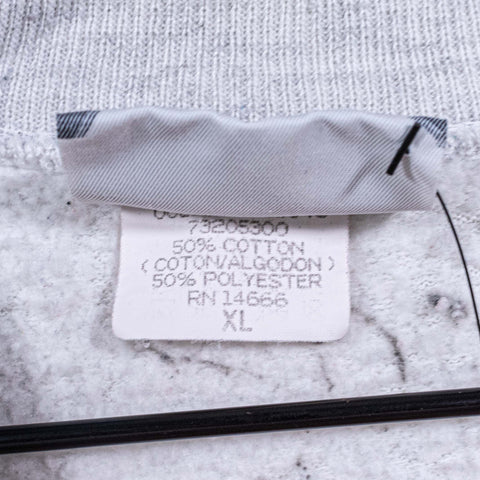 73205300
50% COTTON
(COTON/ALGODON)
50% POLYESTER
RN 14666
XL